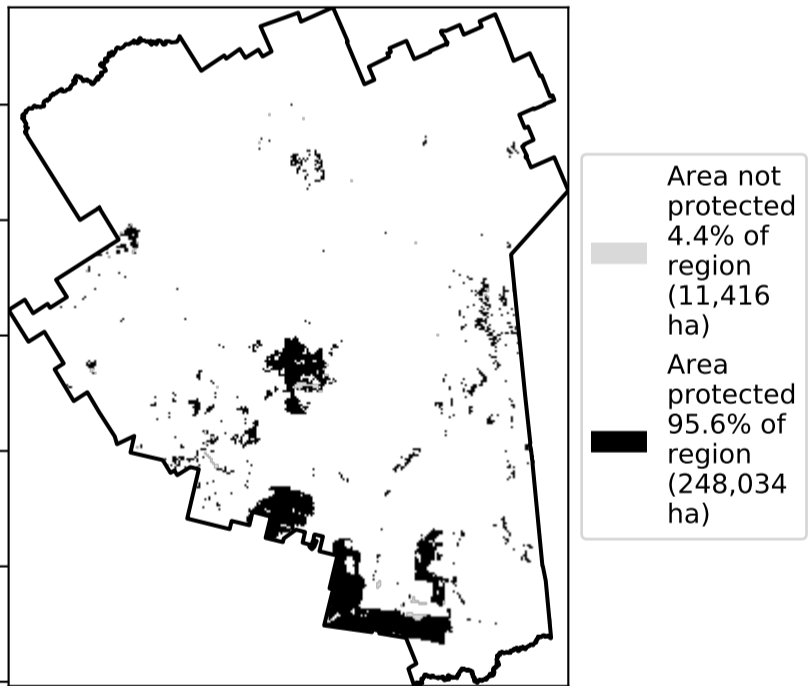 Area not
protected
4.4% of
region
(11,416
ha)
Area
protected
95.6% of
region
(248,034
ha)